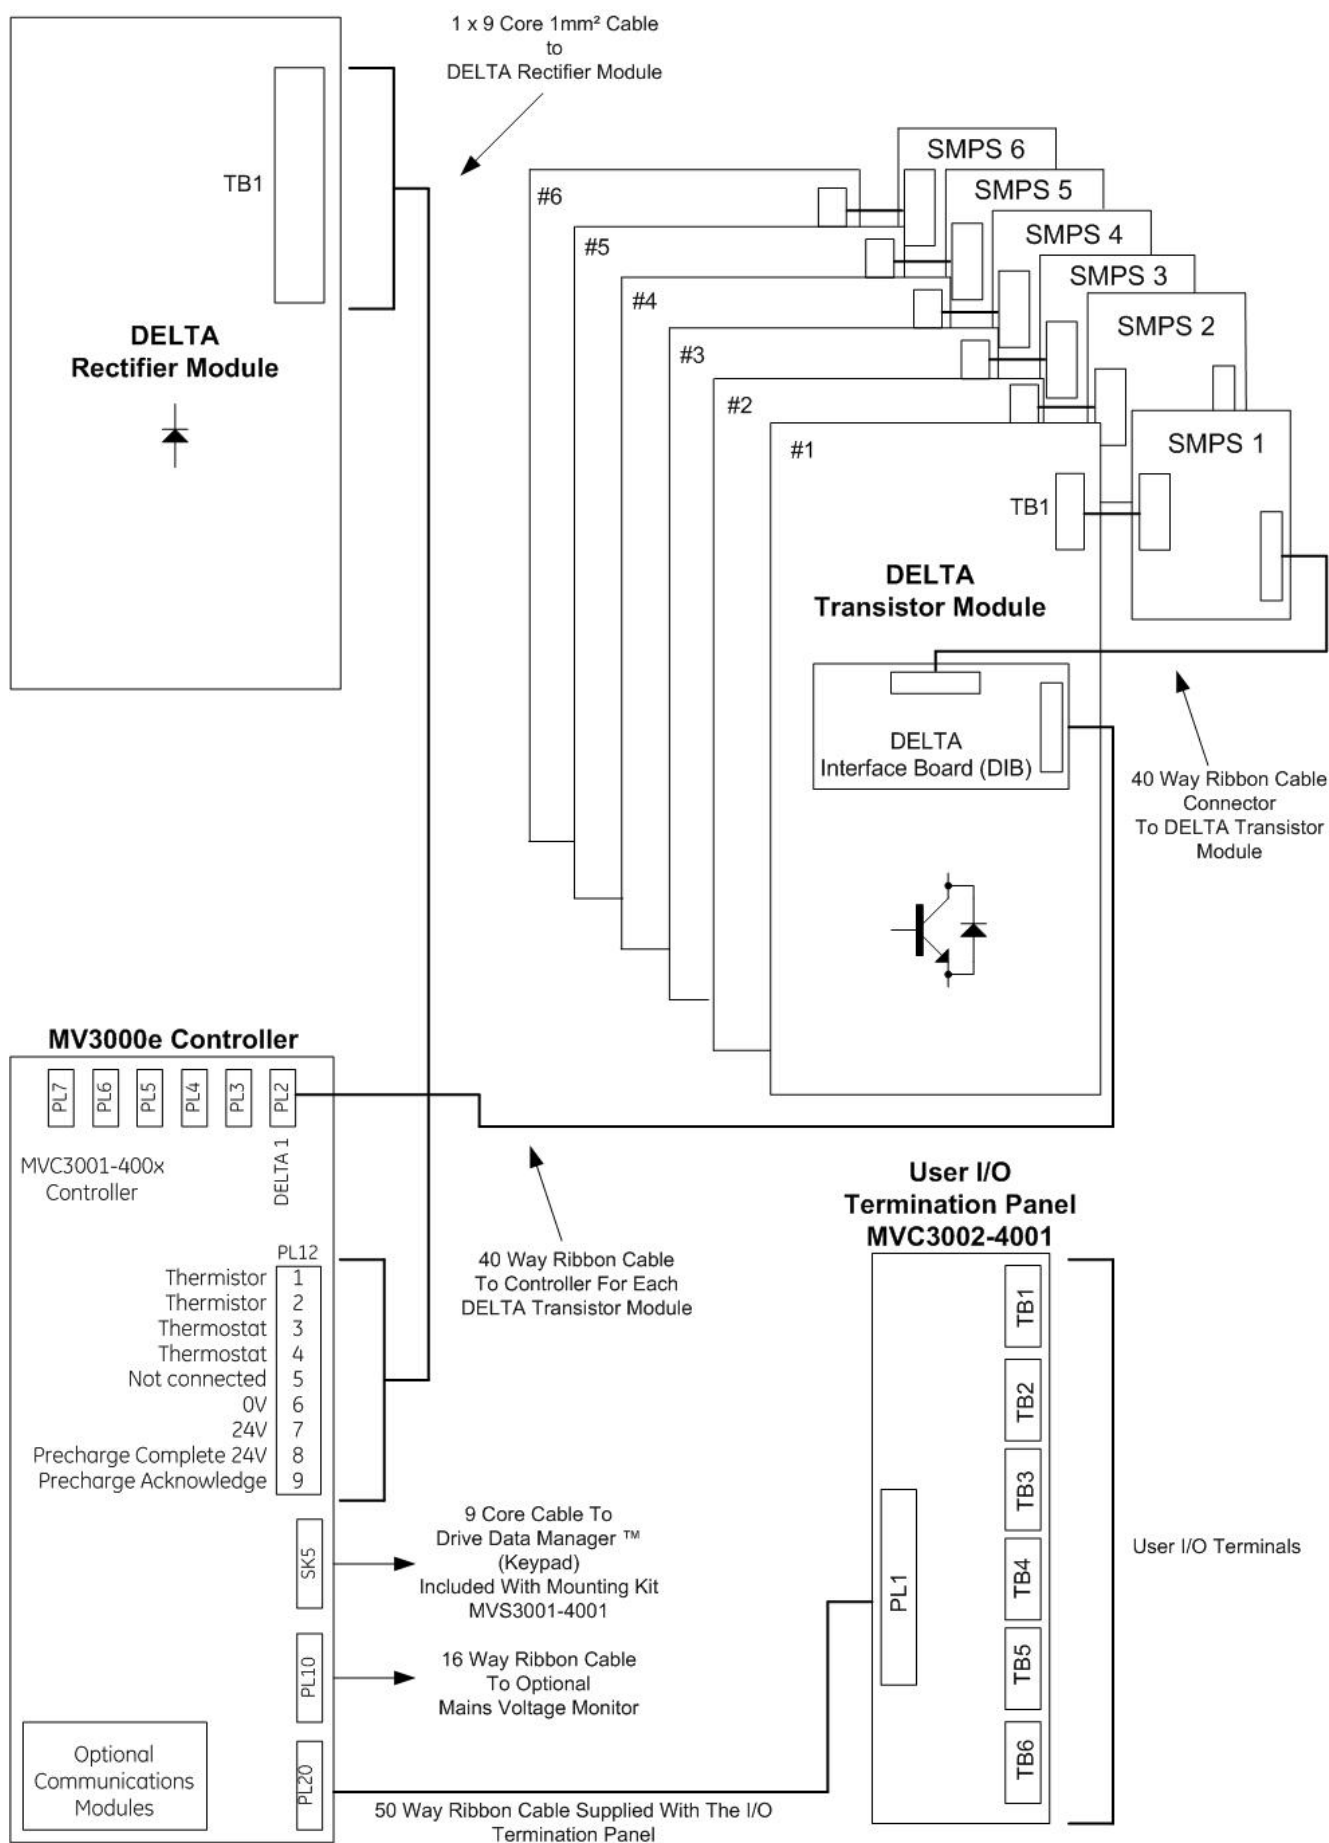 1 x 9 Core 1mm² Cable
to
DELTA Rectifier Module
TB1
DELTA
Rectifier Module
SMPS 6
SMPS 5
SMPS 4
SMPS 3
SMPS 2
SMPS 1
#6
#5
#4
#3
#2
#1
TB1
DELTA
Transistor Module
DELTA
Interface Board (DIB)
40 Way Ribbon Cable
Connector
To DELTA Transistor
Module
MV3000e Controller
PL7
PL6
PL5
PL4
PL3
PL2
MVC3001-400x
Controller
DELTA 1
PL12
Thermistor 1
Thermistor 2
Thermostat 3
Thermostat 4
Not connected 5
0V 6
24V 7
Precharge Complete 24V 8
Precharge Acknowledge 9
40 Way Ribbon Cable
To Controller For Each
DELTA Transistor Module
SK5
9 Core Cable To
Drive Data Manager ™
(Keypad)
Included With Mounting Kit
MVS3001-4001
PL10
16 Way Ribbon Cable
To Optional
Mains Voltage Monitor
Optional
Communications
Modules
PL20
50 Way Ribbon Cable Supplied With The I/O
Termination Panel
User I/O
Termination Panel
MVC3002-4001
PL1
TB1
TB2
TB3
TB4
TB5
TB6
User I/O Terminals